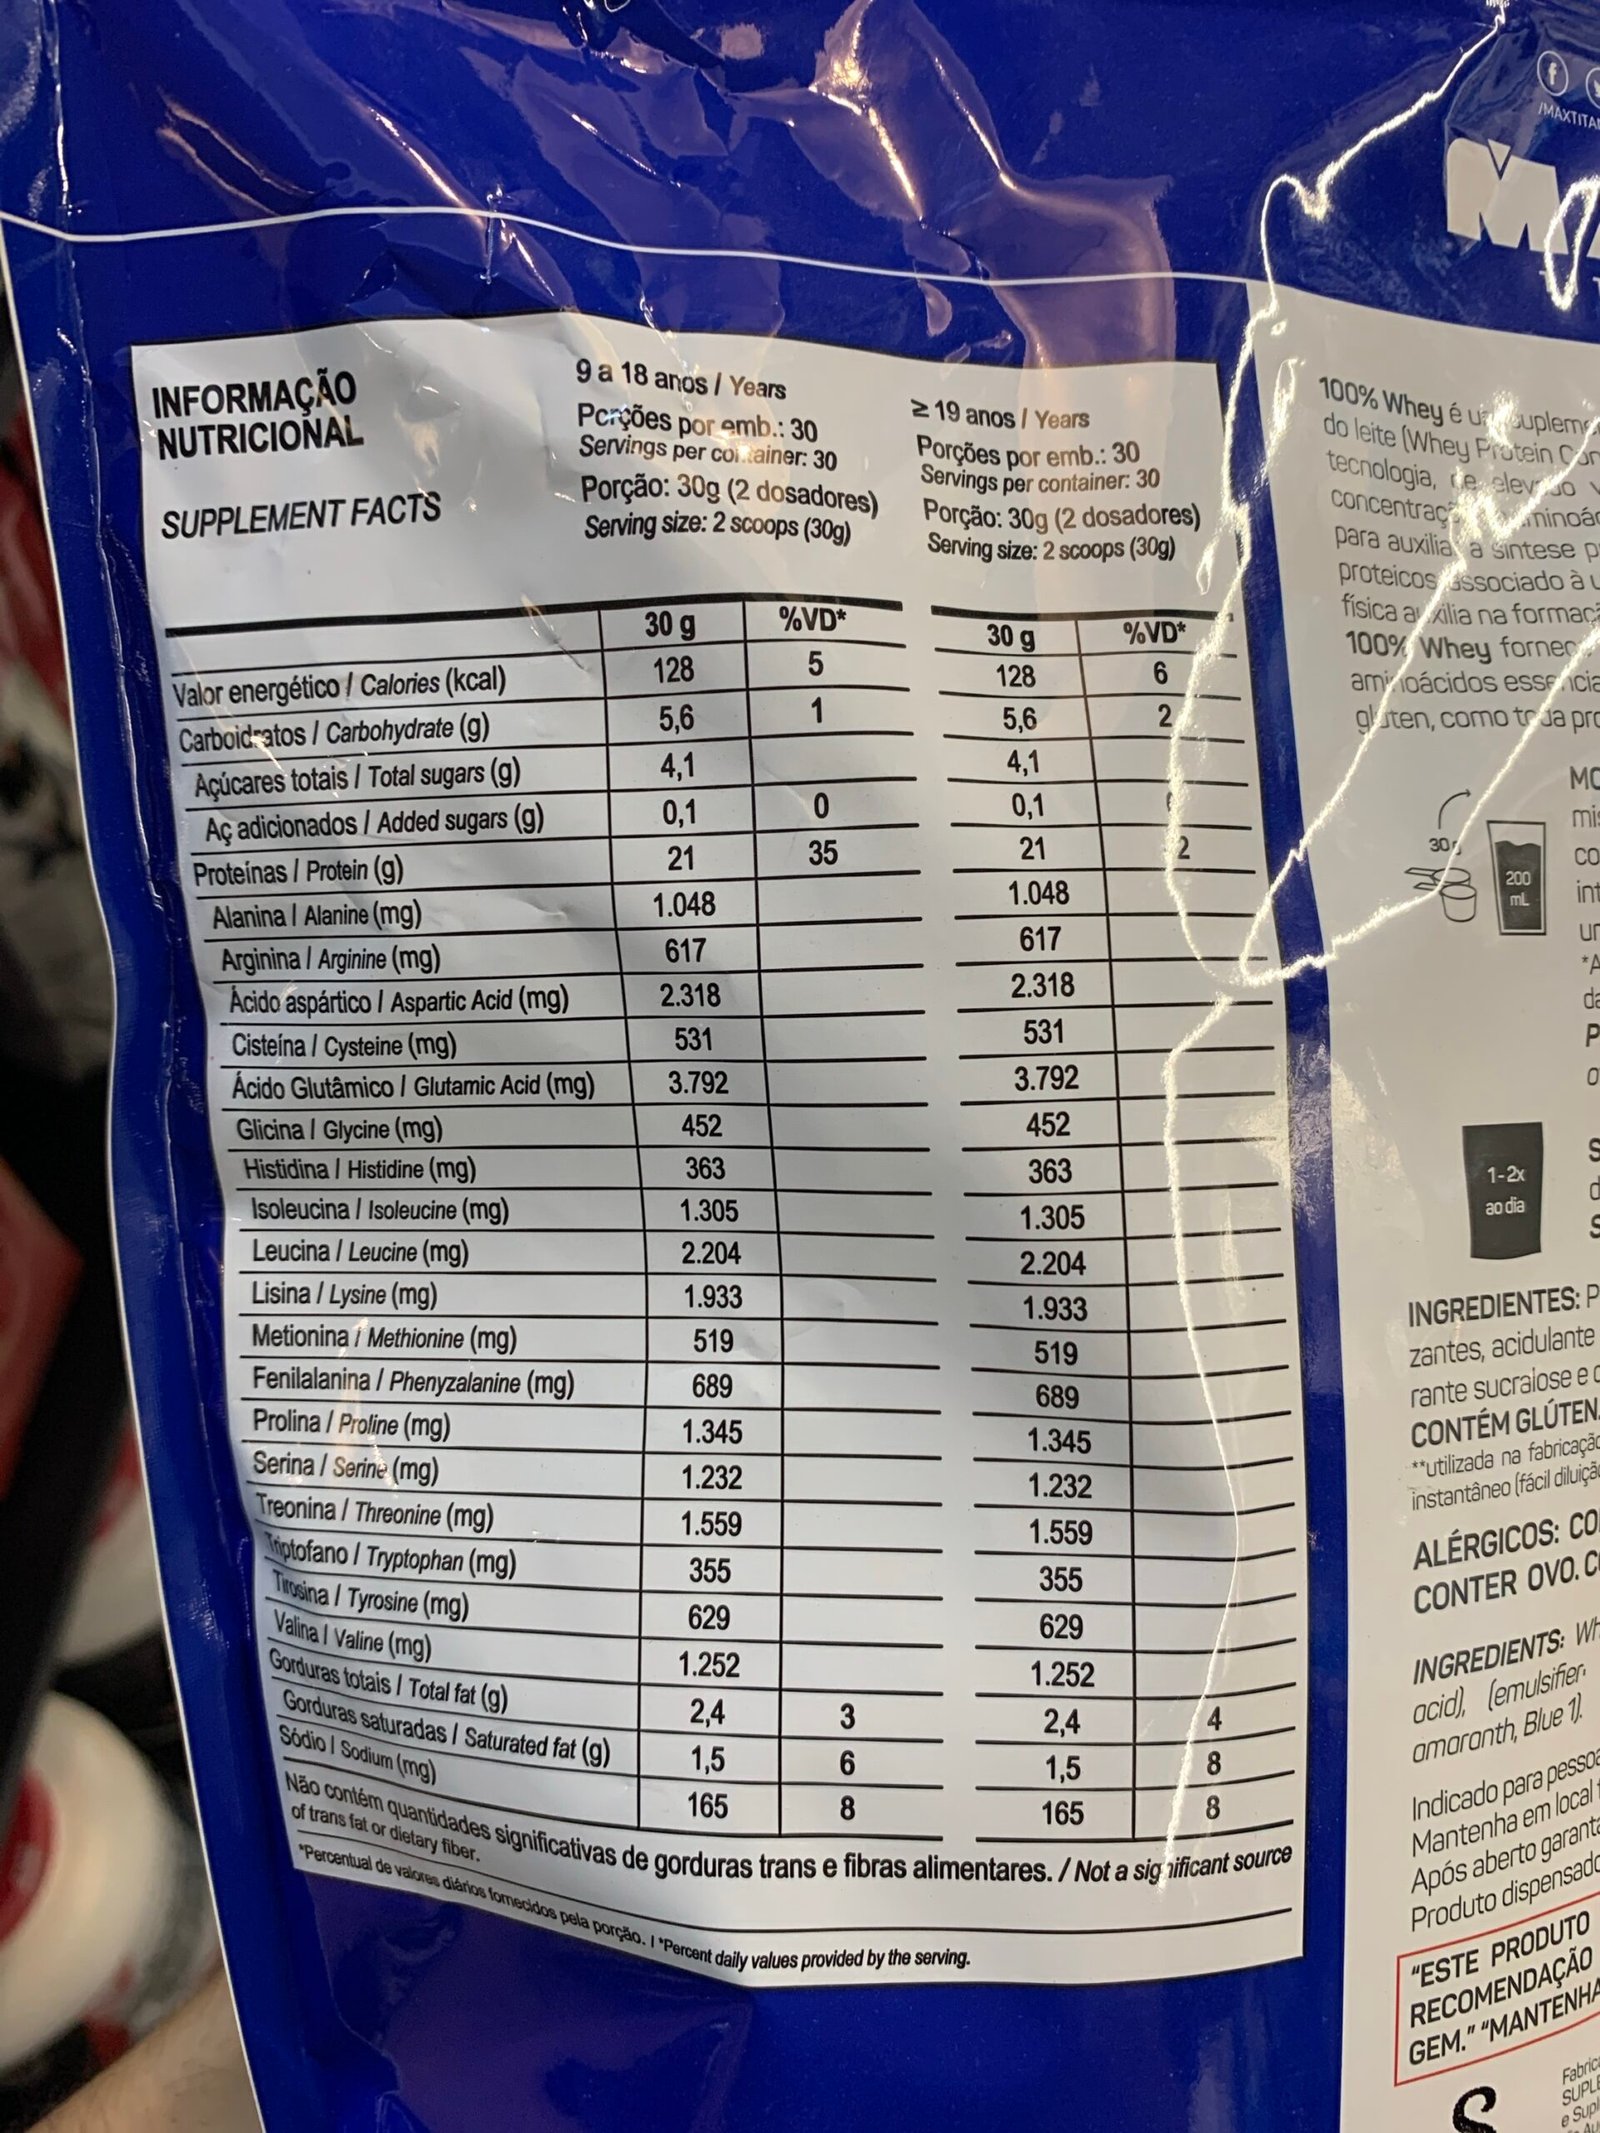 /MAXTITA
INFORMAÇÃO
NUTRICIONAL
SUPPLEMENT FACTS
9 a 18 anos / Years
Porções por emb.: 30
Servings per container: 30
Porção: 30g (2 dosadores)
Serving size: 2 scoops (30g)
≥ 19 anos / Years
Porções por emb.: 30
Servings per container: 30
Porção: 30g (2 dosadores)
Serving size: 2 scoops (30g)
30 g %VD* 30 g %VD*
Valor energético / Calories (kcal) 128 5 128 6
Carboidratos / Carbohydrate (g) 5,6 1 5,6 2
Açúcares totais / Total sugars (g) 4,1 4,1
Aç adicionados / Added sugars (g) 0,1 0 0,1
Proteínas / Protein (g) 21 35 21
Alanina / Alanine (mg) 1.048 1.048
Arginina / Arginine (mg) 617 617
Ácido aspártico / Aspartic Acid (mg) 2.318 2.318
Cisteína / Cysteine (mg) 531 531
Ácido Glutâmico / Glutamic Acid (mg) 3.792 3.792
Glicina / Glycine (mg) 452 452
Histidina / Histidine (mg) 363 363
Isoleucina / Isoleucine (mg) 1.305 1.305
Leucina / Leucine (mg) 2.204 2.204
Lisina / Lysine (mg) 1.933 1.933
Metionina / Methionine (mg) 519 519
Fenilalanina / Phenyzalanine (mg) 689 689
Prolina / Proline (mg) 1.345 1.345
Serina / Serine (mg) 1.232 1.232
Treonina / Threonine (mg) 1.559 1.559
Triptofano / Tryptophan (mg) 355 355
Tirosina / Tyrosine (mg) 629 629
Valina / Valine (mg) 1.252 1.252
Gorduras totais / Total fat (g) 2,4 3 2,4 4
Gorduras saturadas / Saturated fat (g) 1,5 6 1,5 8
Sódio / Sodium (mg) 165 8 165 8
Não contém quantidades significativas de gorduras trans e fibras alimentares. / Not a significant source
of trans fat or dietary fiber.
*Percentual de valores diários fornecidos pela porção. / *Percent daily values provided by the serving.
100% Whey é
do leite (Whey Protein
tecnologia, de
para auxiliar a síntese
proteicos associado à
física auxilia na
100% Whey
aminoácidos
glúten, como toda
30g
200
mL
1-2x
ao dia
INGREDIENTES:
zantes, acidulante
rante sucralose e
CONTÉM GLÚTEN.
**utilizada na fabricação
instantâneo (fácil diluição
ALÉRGICOS:
CONTER OVO.
INGREDIENTS:
acid), (emulsifier:
amaranth, Blue 1).
Indicado para
Mantenha em local
Após aberto
Produto
"ESTE PRODUTO
RECOMENDAÇÃO
GEM." "MANTENHA